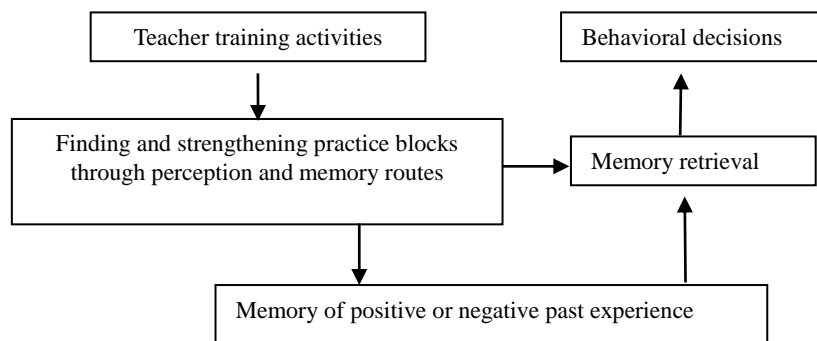 Teacher training activities
Behavioral decisions
Finding and strengthening practice blocks
through perception and memory routes
Memory retrieval
Memory of positive or negative past experience